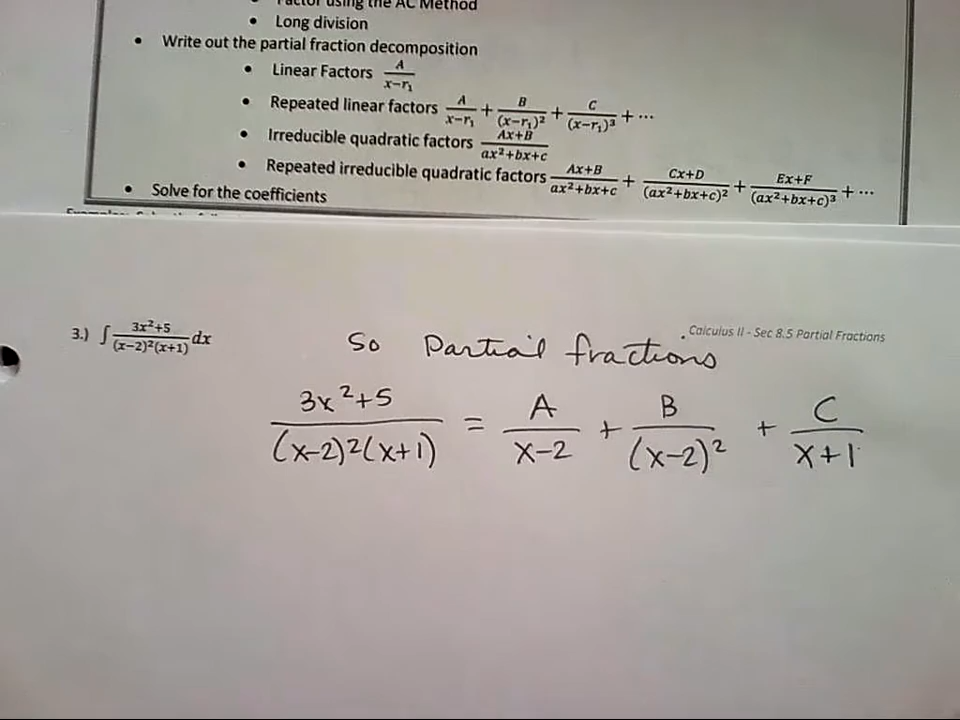 Factor using the AC Method
• Long division
• Write out the partial fraction decomposition
• Linear Factors A/(x−r₁)
• Repeated linear factors A/(x−r₁) + B/(x−r₁)² + C/(x−r₁)³ + ⋯
• Irreducible quadratic factors (Ax+B)/(ax²+bx+c)
• Repeated irreducible quadratic factors (Ax+B)/(ax²+bx+c) + (Cx+D)/(ax²+bx+c)² + (Ex+F)/(ax²+bx+c)³ + ⋯
• Solve for the coefficients
Calculus II - Sec 8.5 Partial Fractions
3.) ∫ (3x²+5)/((x−2)²(x+1)) dx
So Partial fractions
(3x²+5)/((x-2)²(x+1)) = A/(x-2) + B/(x-2)² + C/(x+1)